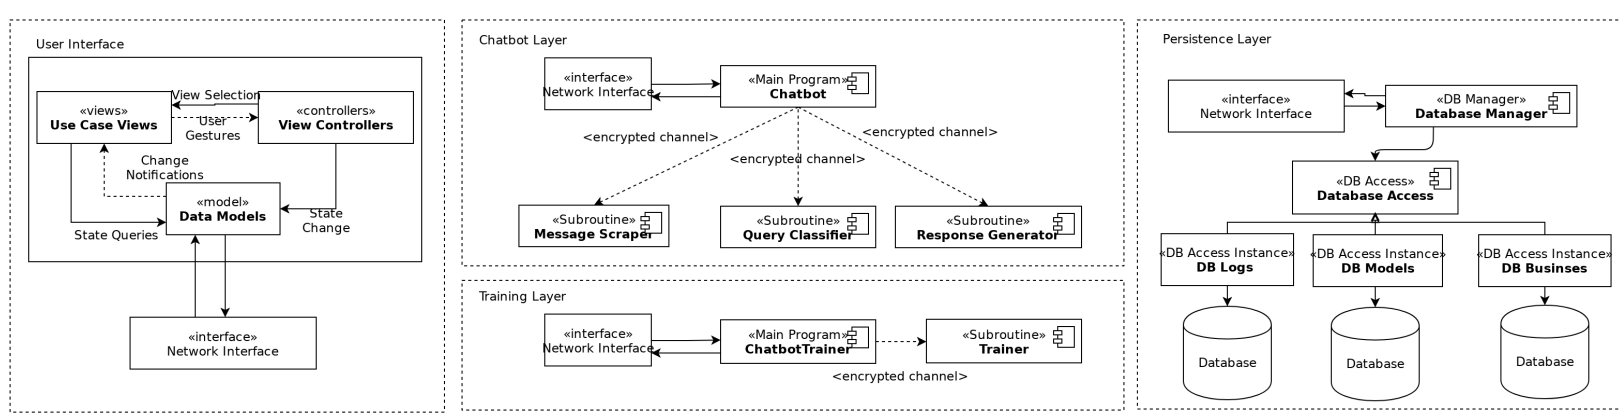 User Interface
«views»
Use Case Views
View Selection
User
Gestures
«controllers»
View Controllers
Change
Notifications
«model»
Data Models
State Queries
State
Change
«interface»
Network Interface
Chatbot Layer
«interface»
Network Interface
«Main Program»
Chatbot
<encrypted channel>
<encrypted channel>
<encrypted channel>
«Subroutine»
Message Scraper
«Subroutine»
Query Classifier
«Subroutine»
Response Generator
Training Layer
«interface»
Network Interface
«Main Program»
ChatbotTrainer
«Subroutine»
Trainer
<encrypted channel>
Persistence Layer
«interface»
Network Interface
«DB Manager»
Database Manager
«DB Access»
Database Access
«DB Access Instance»
DB Logs
«DB Access Instance»
DB Models
«DB Access Instance»
DB Businses
Database
Database
Database